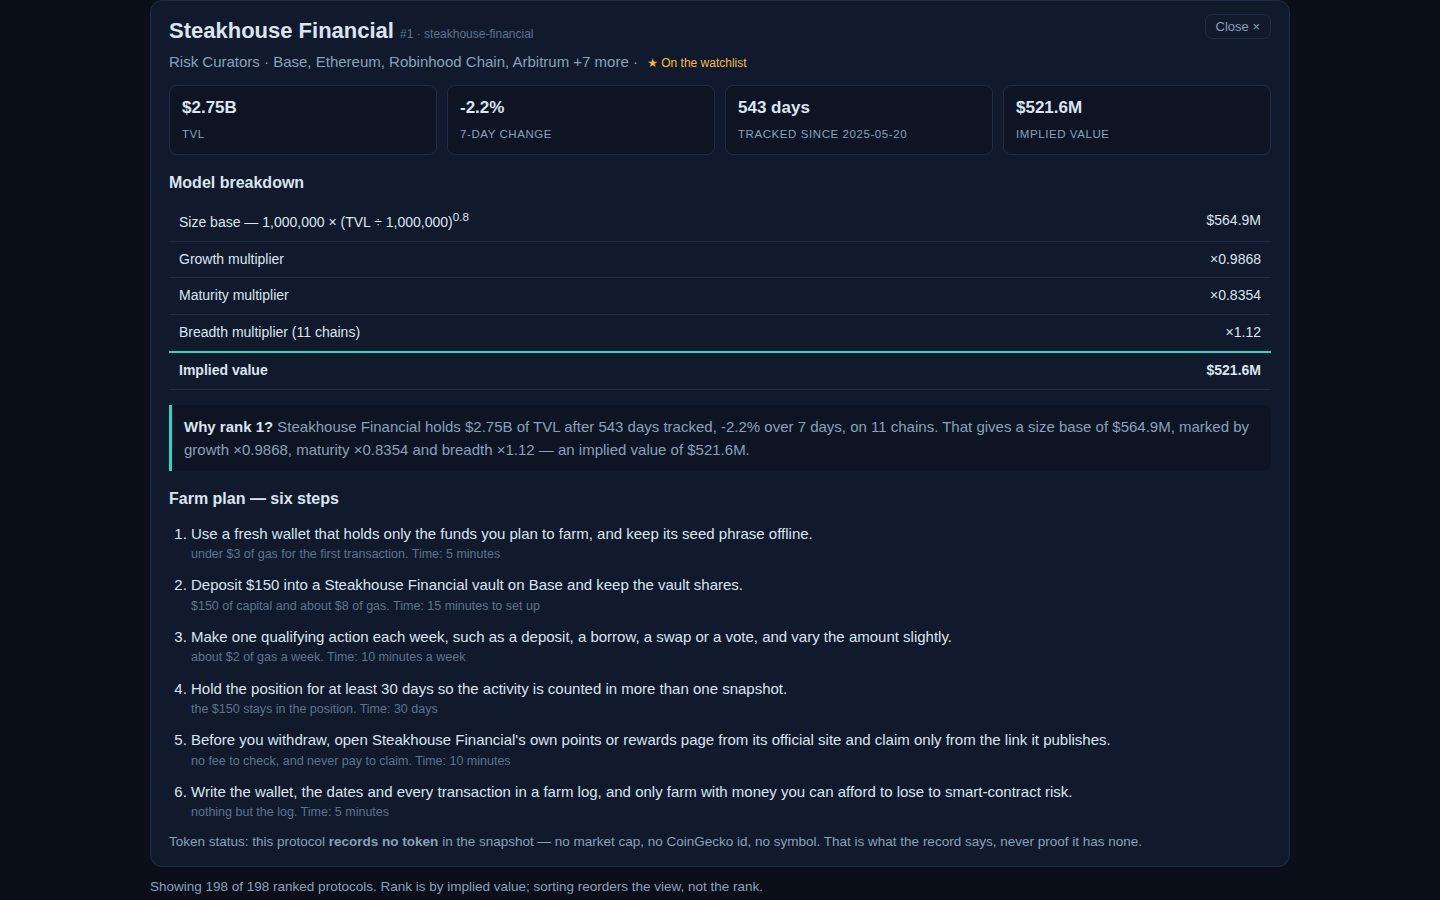 Steakhouse Financial #1 · steakhouse-financial
Close ×
Risk Curators · Base, Ethereum, Robinhood Chain, Arbitrum +7 more · ★ On the watchlist
$2.75B
TVL
-2.2%
7-DAY CHANGE
543 days
TRACKED SINCE 2025-05-20
$521.6M
IMPLIED VALUE
Model breakdown
Size base — 1,000,000 × (TVL ÷ 1,000,000)0.8 $564.9M
Growth multiplier ×0.9868
Maturity multiplier ×0.8354
Breadth multiplier (11 chains) ×1.12
Implied value $521.6M
Why rank 1? Steakhouse Financial holds $2.75B of TVL after 543 days tracked, -2.2% over 7 days, on 11 chains. That gives a size base of $564.9M, marked by
growth ×0.9868, maturity ×0.8354 and breadth ×1.12 — an implied value of $521.6M.
Farm plan — six steps
1. Use a fresh wallet that holds only the funds you plan to farm, and keep its seed phrase offline.
under $3 of gas for the first transaction. Time: 5 minutes
2. Deposit $150 into a Steakhouse Financial vault on Base and keep the vault shares.
$150 of capital and about $8 of gas. Time: 15 minutes to set up
3. Make one qualifying action each week, such as a deposit, a borrow, a swap or a vote, and vary the amount slightly.
about $2 of gas a week. Time: 10 minutes a week
4. Hold the position for at least 30 days so the activity is counted in more than one snapshot.
the $150 stays in the position. Time: 30 days
5. Before you withdraw, open Steakhouse Financial's own points or rewards page from its official site and claim only from the link it publishes.
no fee to check, and never pay to claim. Time: 10 minutes
6. Write the wallet, the dates and every transaction in a farm log, and only farm with money you can afford to lose to smart-contract risk.
nothing but the log. Time: 5 minutes
Token status: this protocol records no token in the snapshot — no market cap, no CoinGecko id, no symbol. That is what the record says, never proof it has none.
Showing 198 of 198 ranked protocols. Rank is by implied value; sorting reorders the view, not the rank.